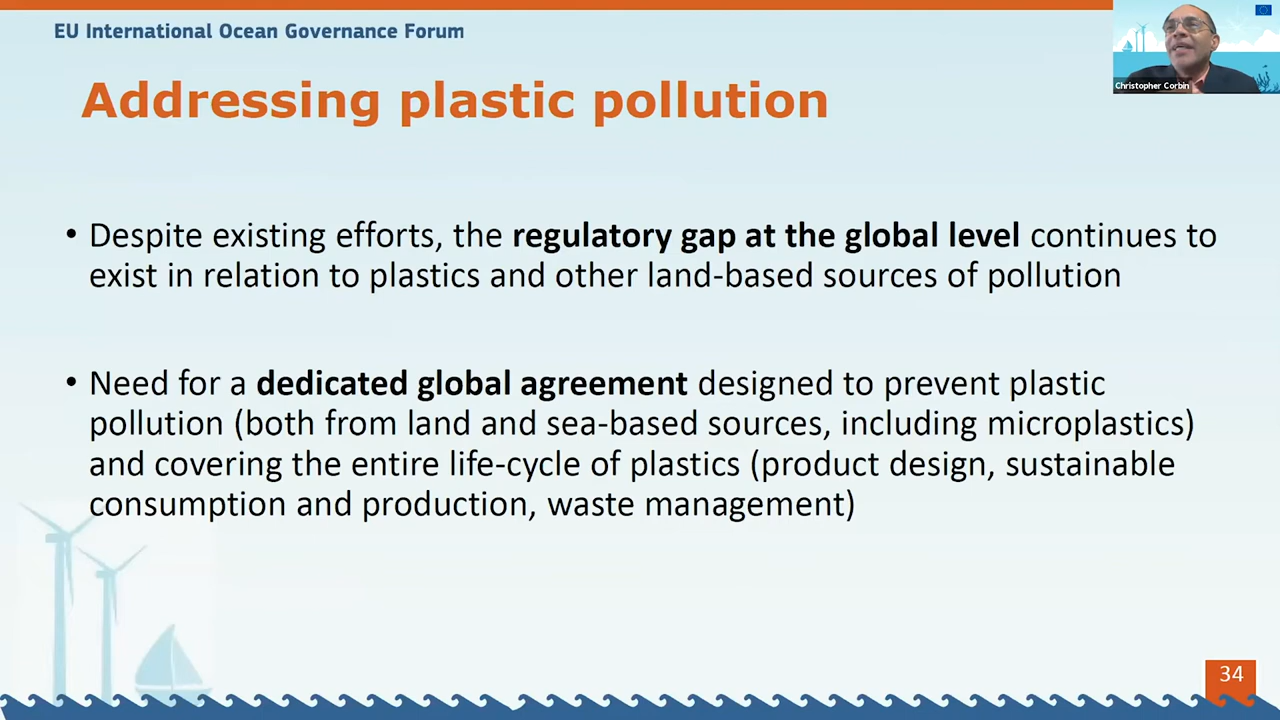 EU International Ocean Governance Forum
Christopher Corbin
Addressing plastic pollution
• Despite existing efforts, the regulatory gap at the global level continues to
exist in relation to plastics and other land-based sources of pollution
• Need for a dedicated global agreement designed to prevent plastic
pollution (both from land and sea-based sources, including microplastics)
and covering the entire life-cycle of plastics (product design, sustainable
consumption and production, waste management)
34